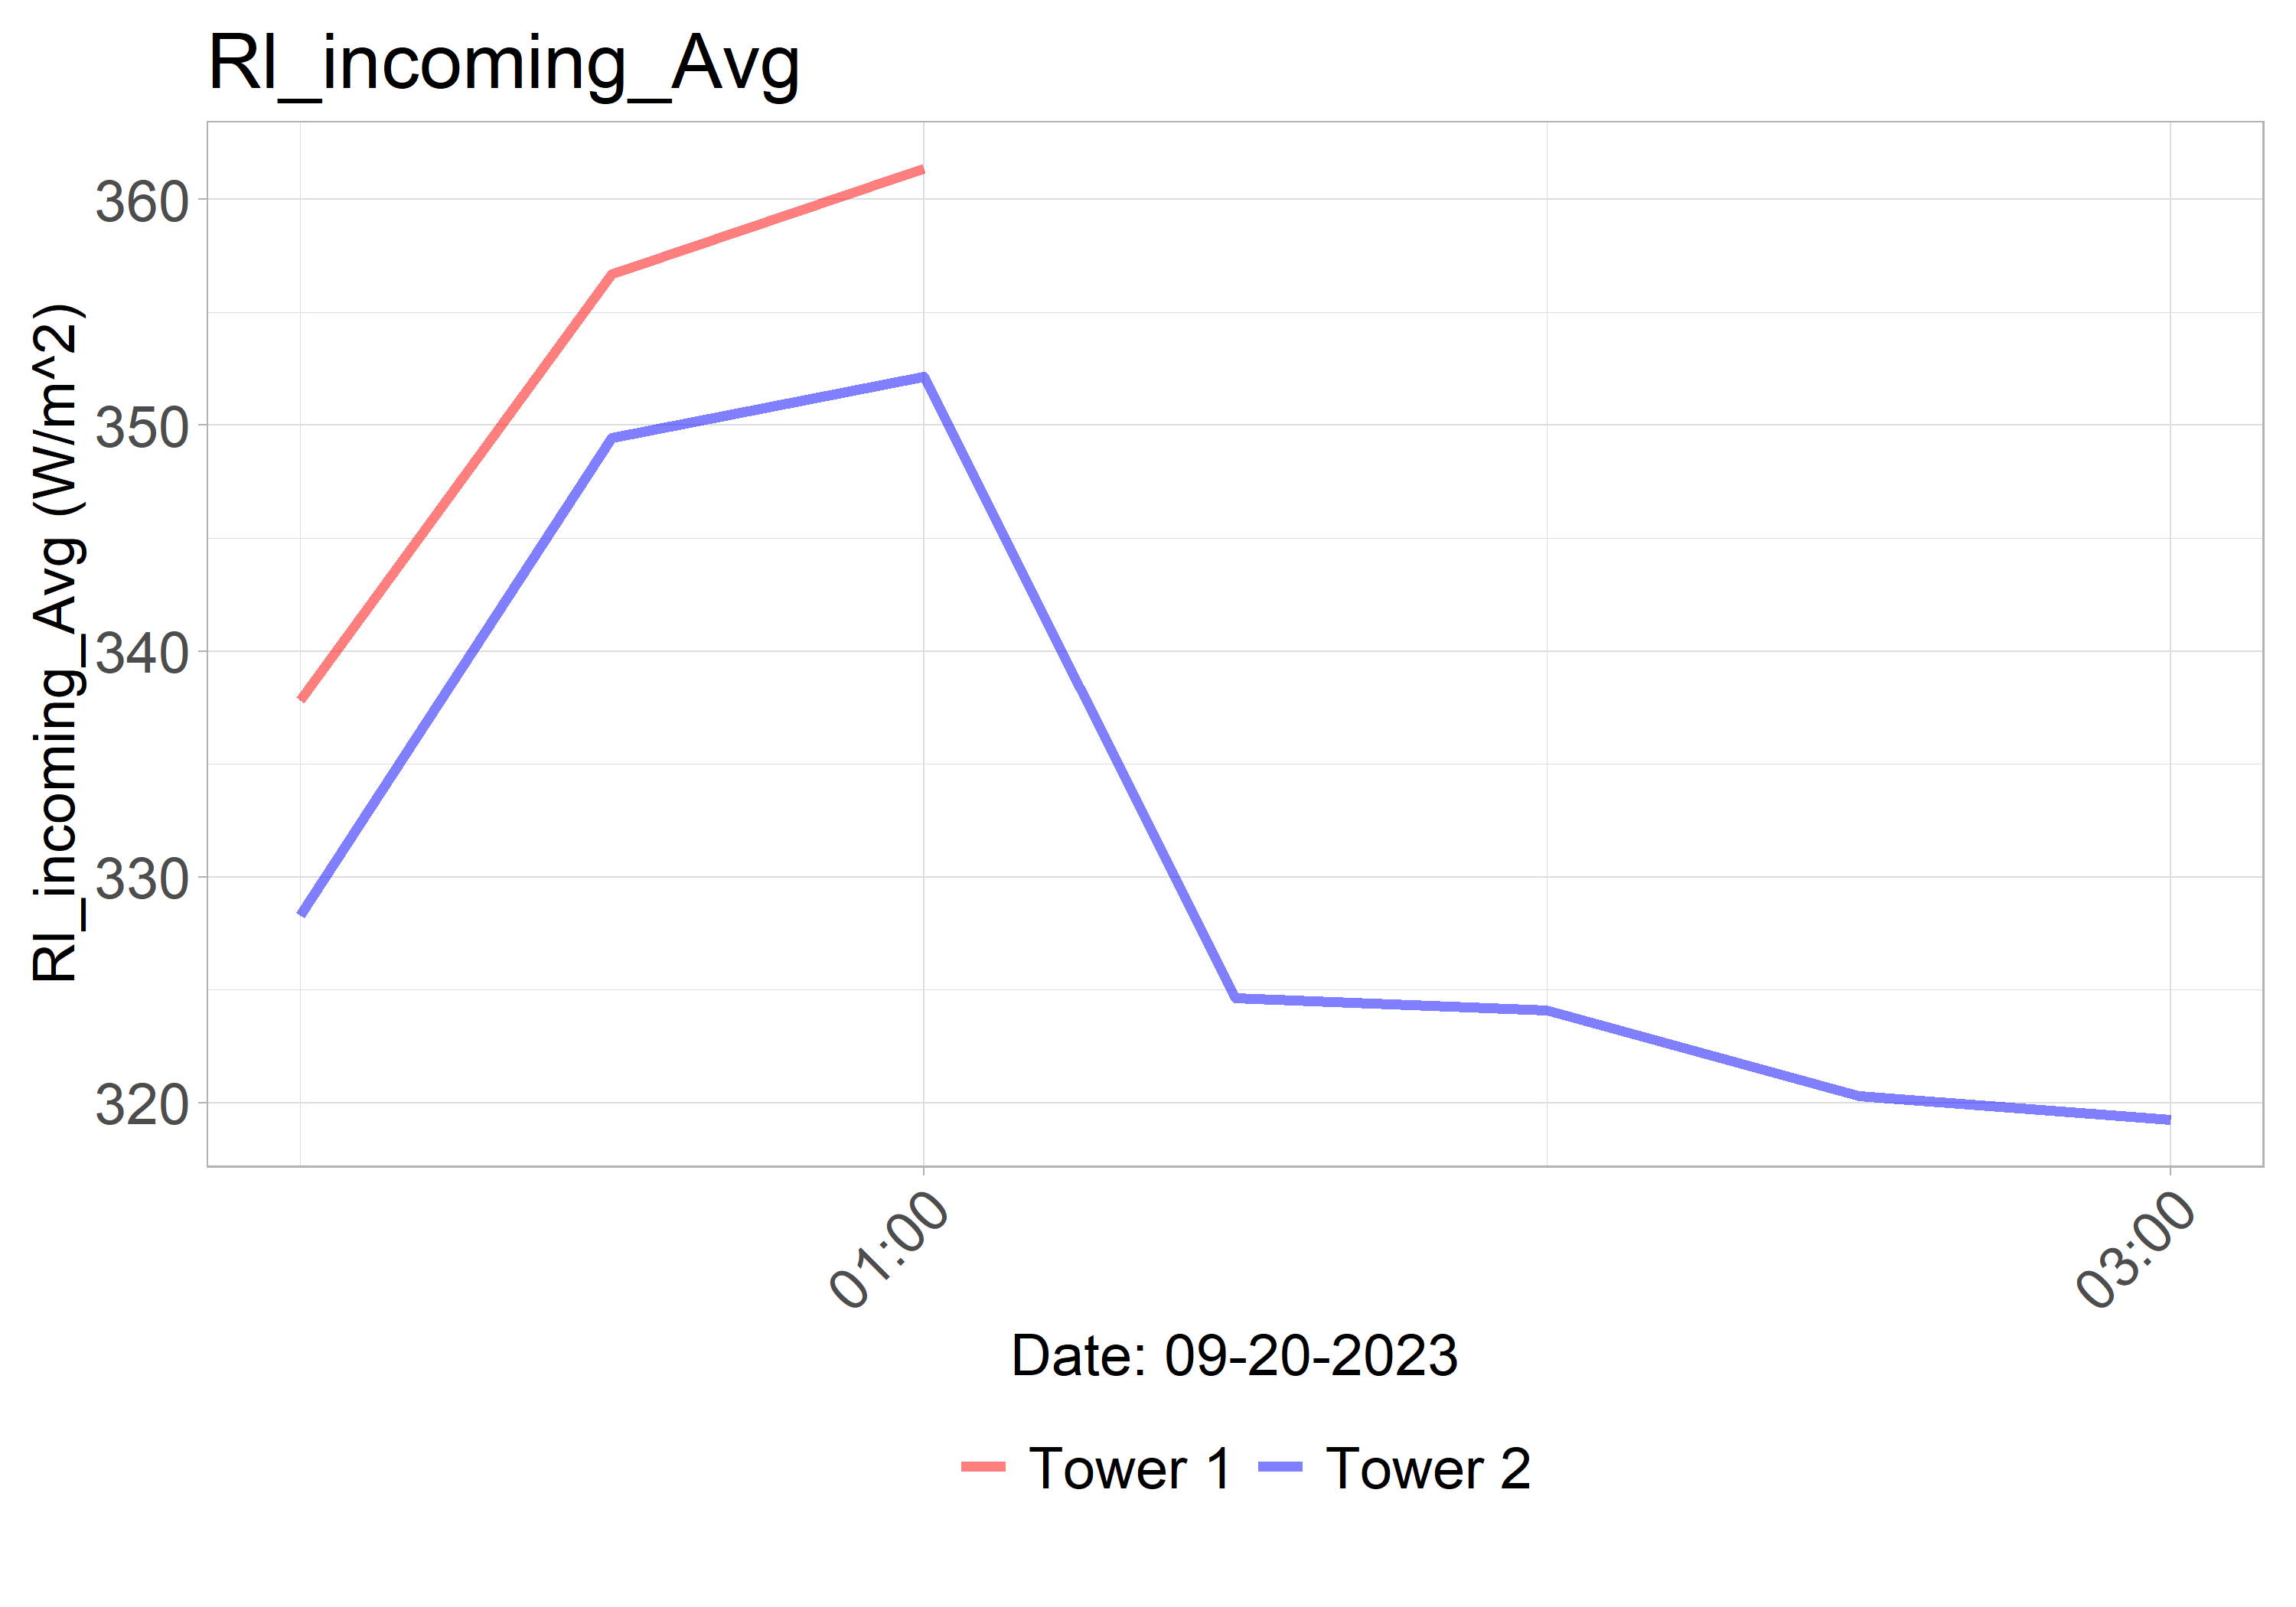 Rl_incoming_Avg
Rl_incoming_Avg (W/m^2)
360
350
340
330
320
01:00
03:00
Date: 09-20-2023
Tower 1
Tower 2